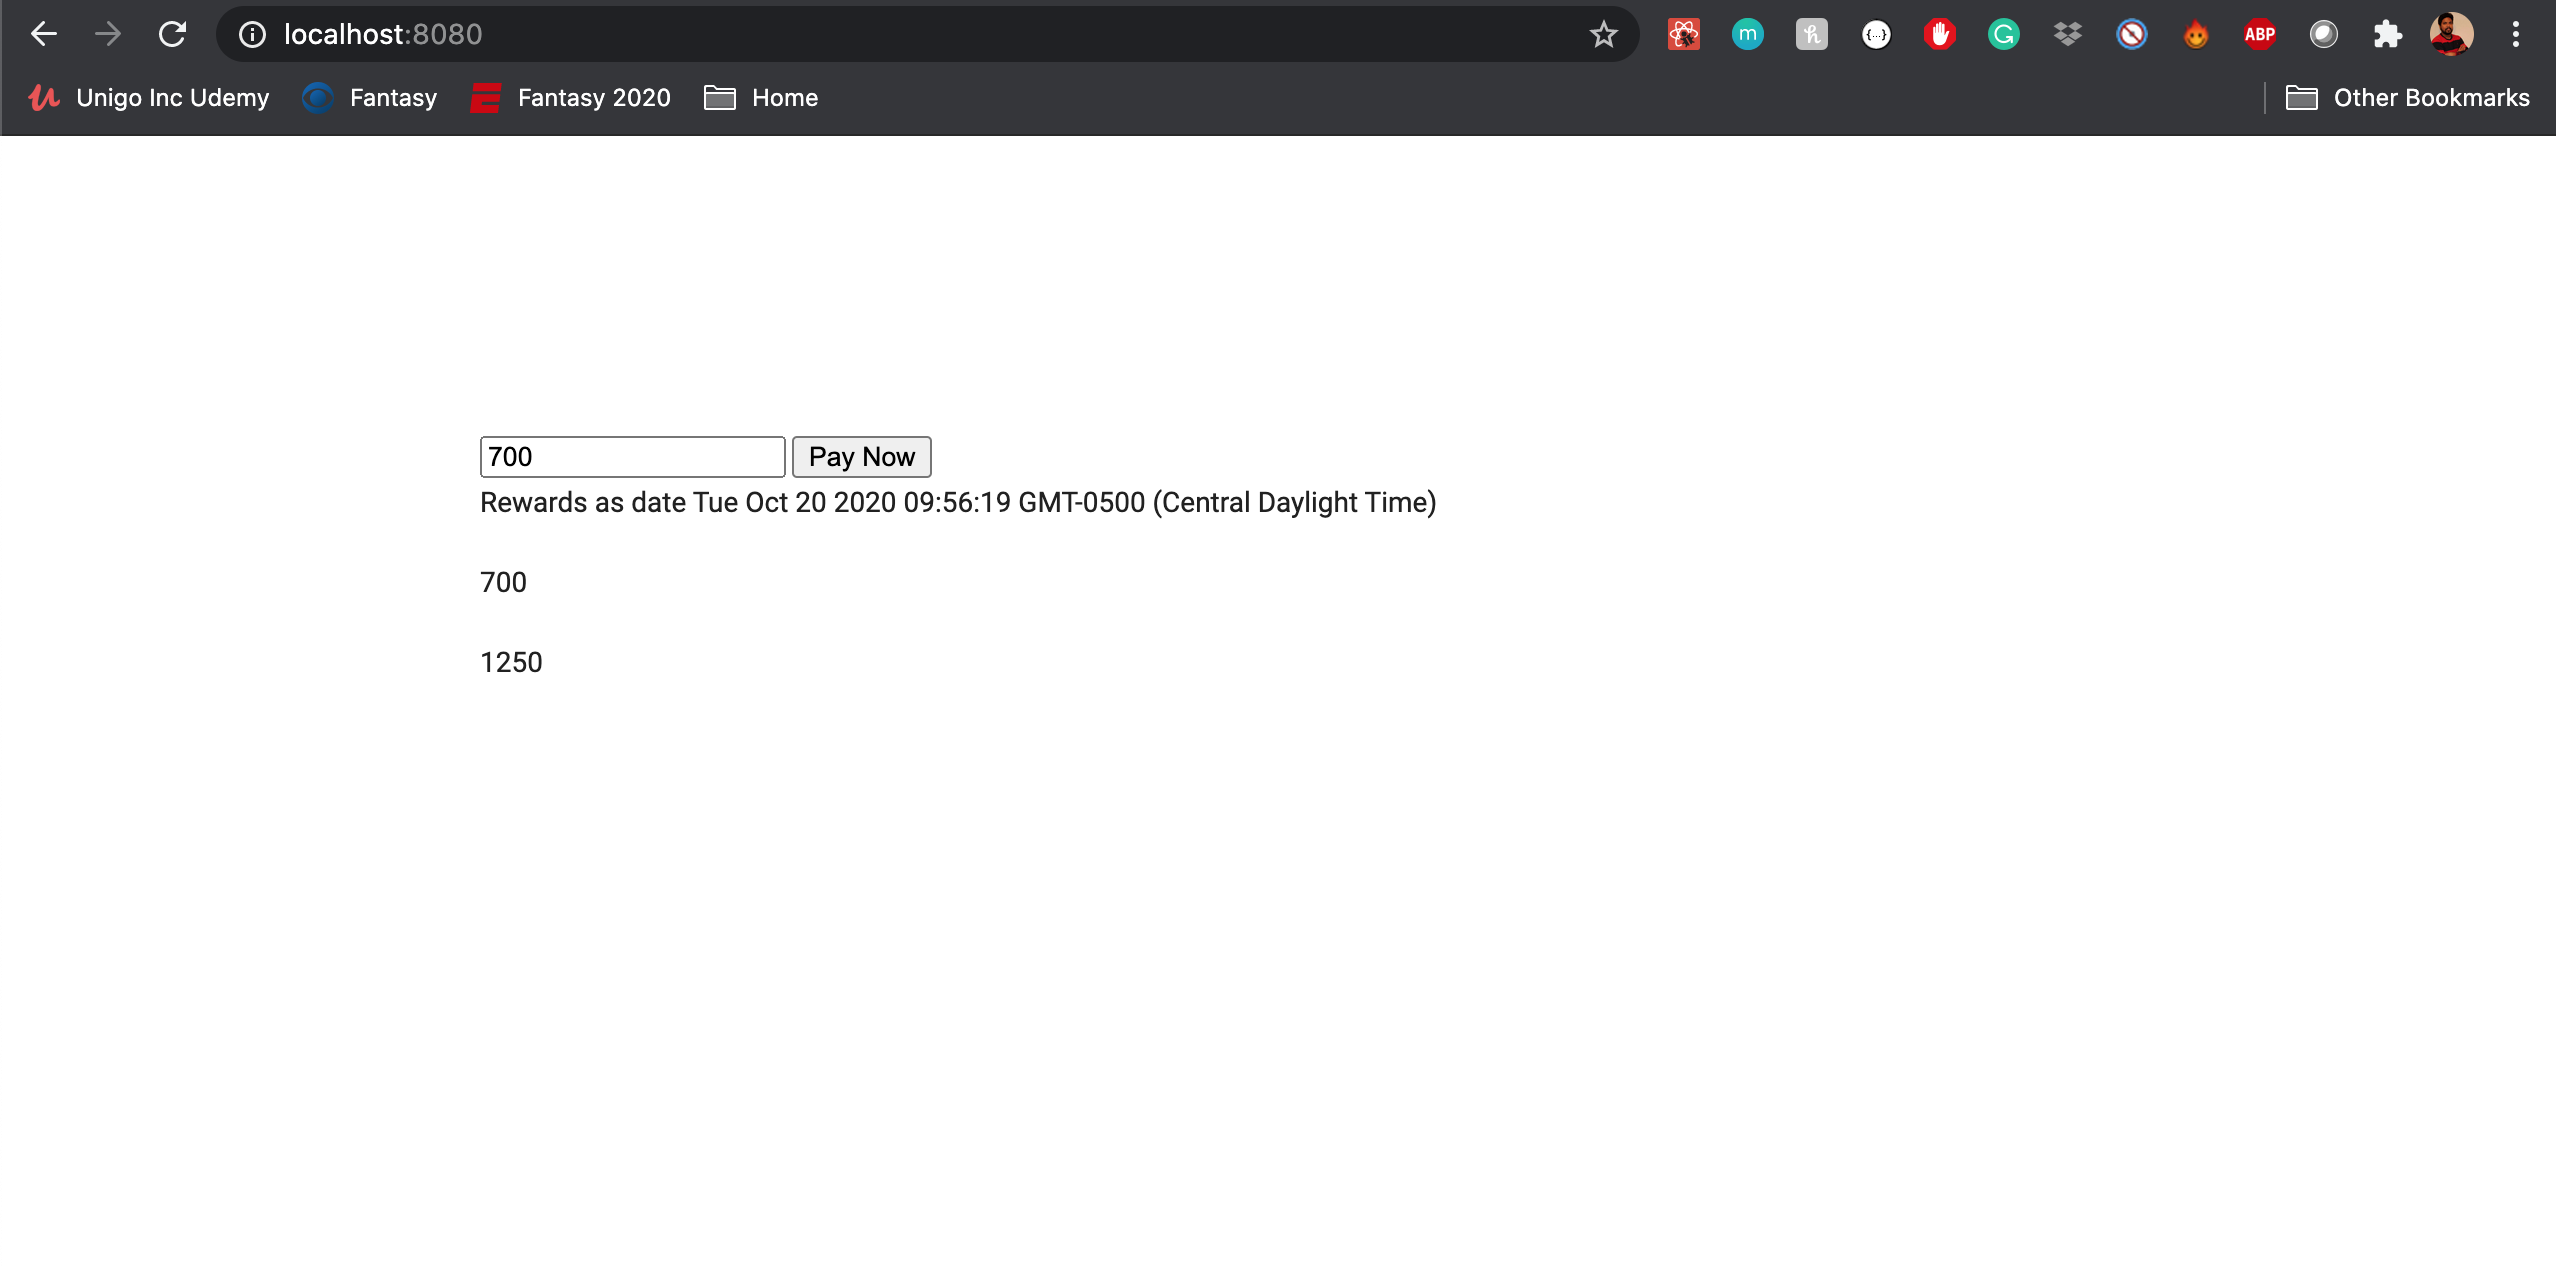 localhost:8080
m
h
{...}
G
ABP
Unigo Inc Udemy
Fantasy
Fantasy 2020
Home
Other Bookmarks
700 Pay Now
Rewards as date Tue Oct 20 2020 09:56:19 GMT-0500 (Central Daylight Time)
700
1250